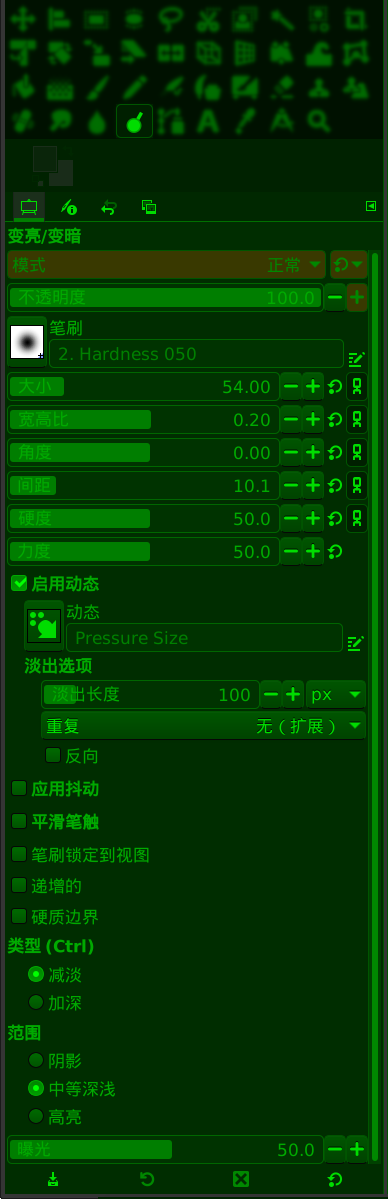 变亮/变暗
模式 正常
不透明度 100.0
笔刷
2. Hardness 050
大小 54.00
宽高比 0.20
角度 0.00
间距 10.1
硬度 50.0
力度 50.0
启用动态
动态
Pressure Size
淡出选项
淡出长度 100 px
重复 无（扩展）
反向
应用抖动
平滑笔触
笔刷锁定到视图
递增的
硬质边界
类型 (Ctrl)
减淡
加深
范围
阴影
中等深浅
高亮
曝光 50.0